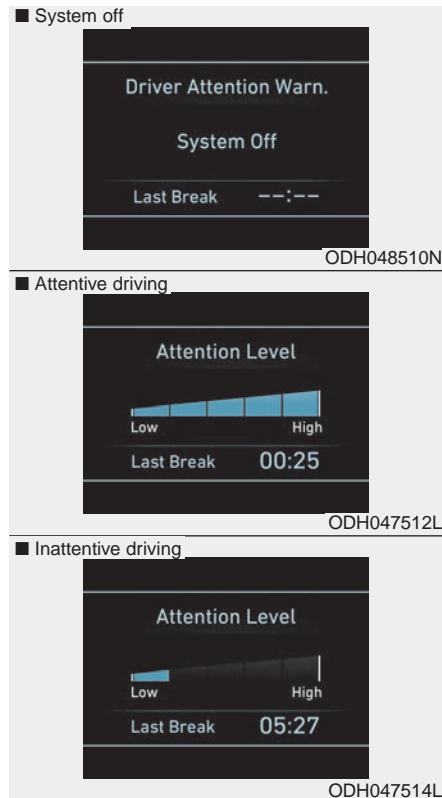 ■ System off
Driver Attention Warn.
System Off
Last Break --:--
ODH048510N
■ Attentive driving
Attention Level
Low High
Last Break 00:25
ODH047512L
■ Inattentive driving
Attention Level
Low High
Last Break 05:27
ODH047514L